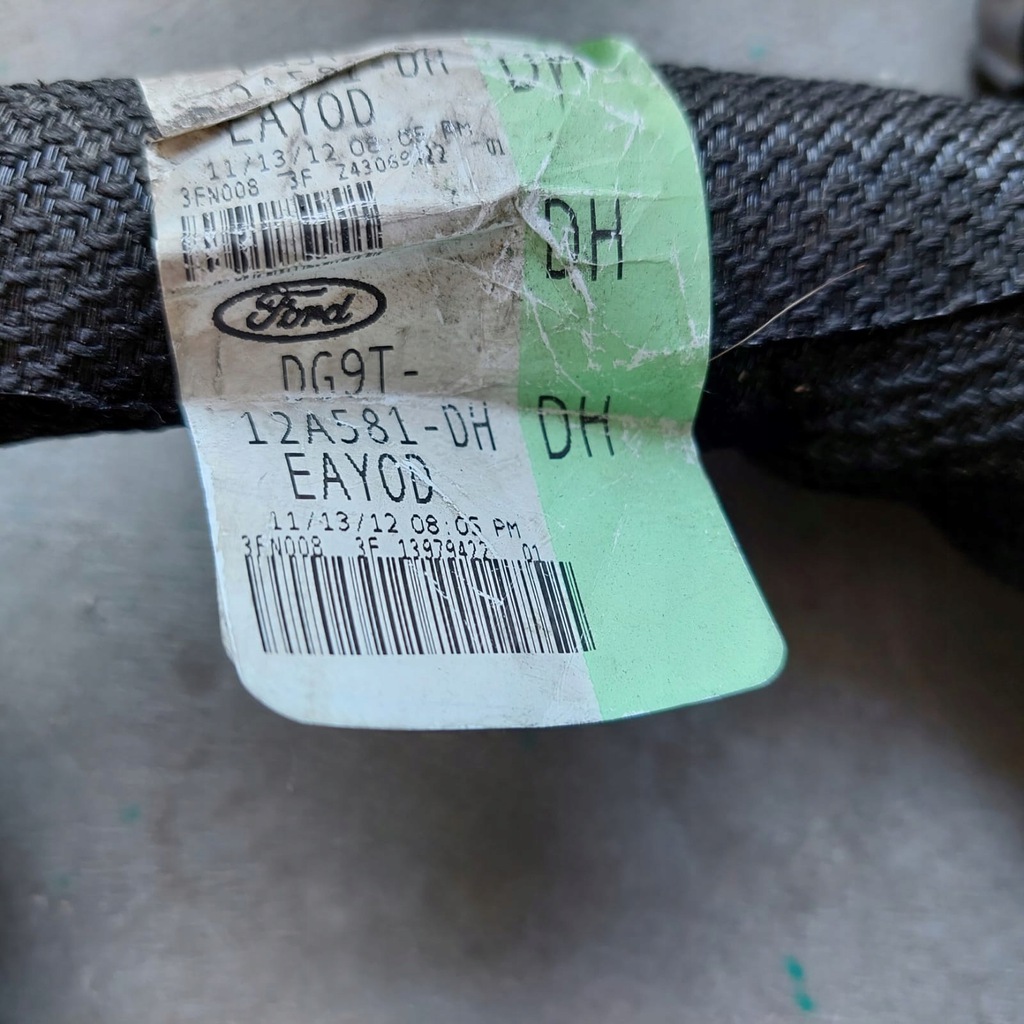 DH
EAYOD
11/13/12 08:05 PM
3FN008 3F 01
DH
Ford
DG9T-
12A581-DH DH
EAYOD
11/13/12 08:05 PM
3FN008 3F 13979422 01